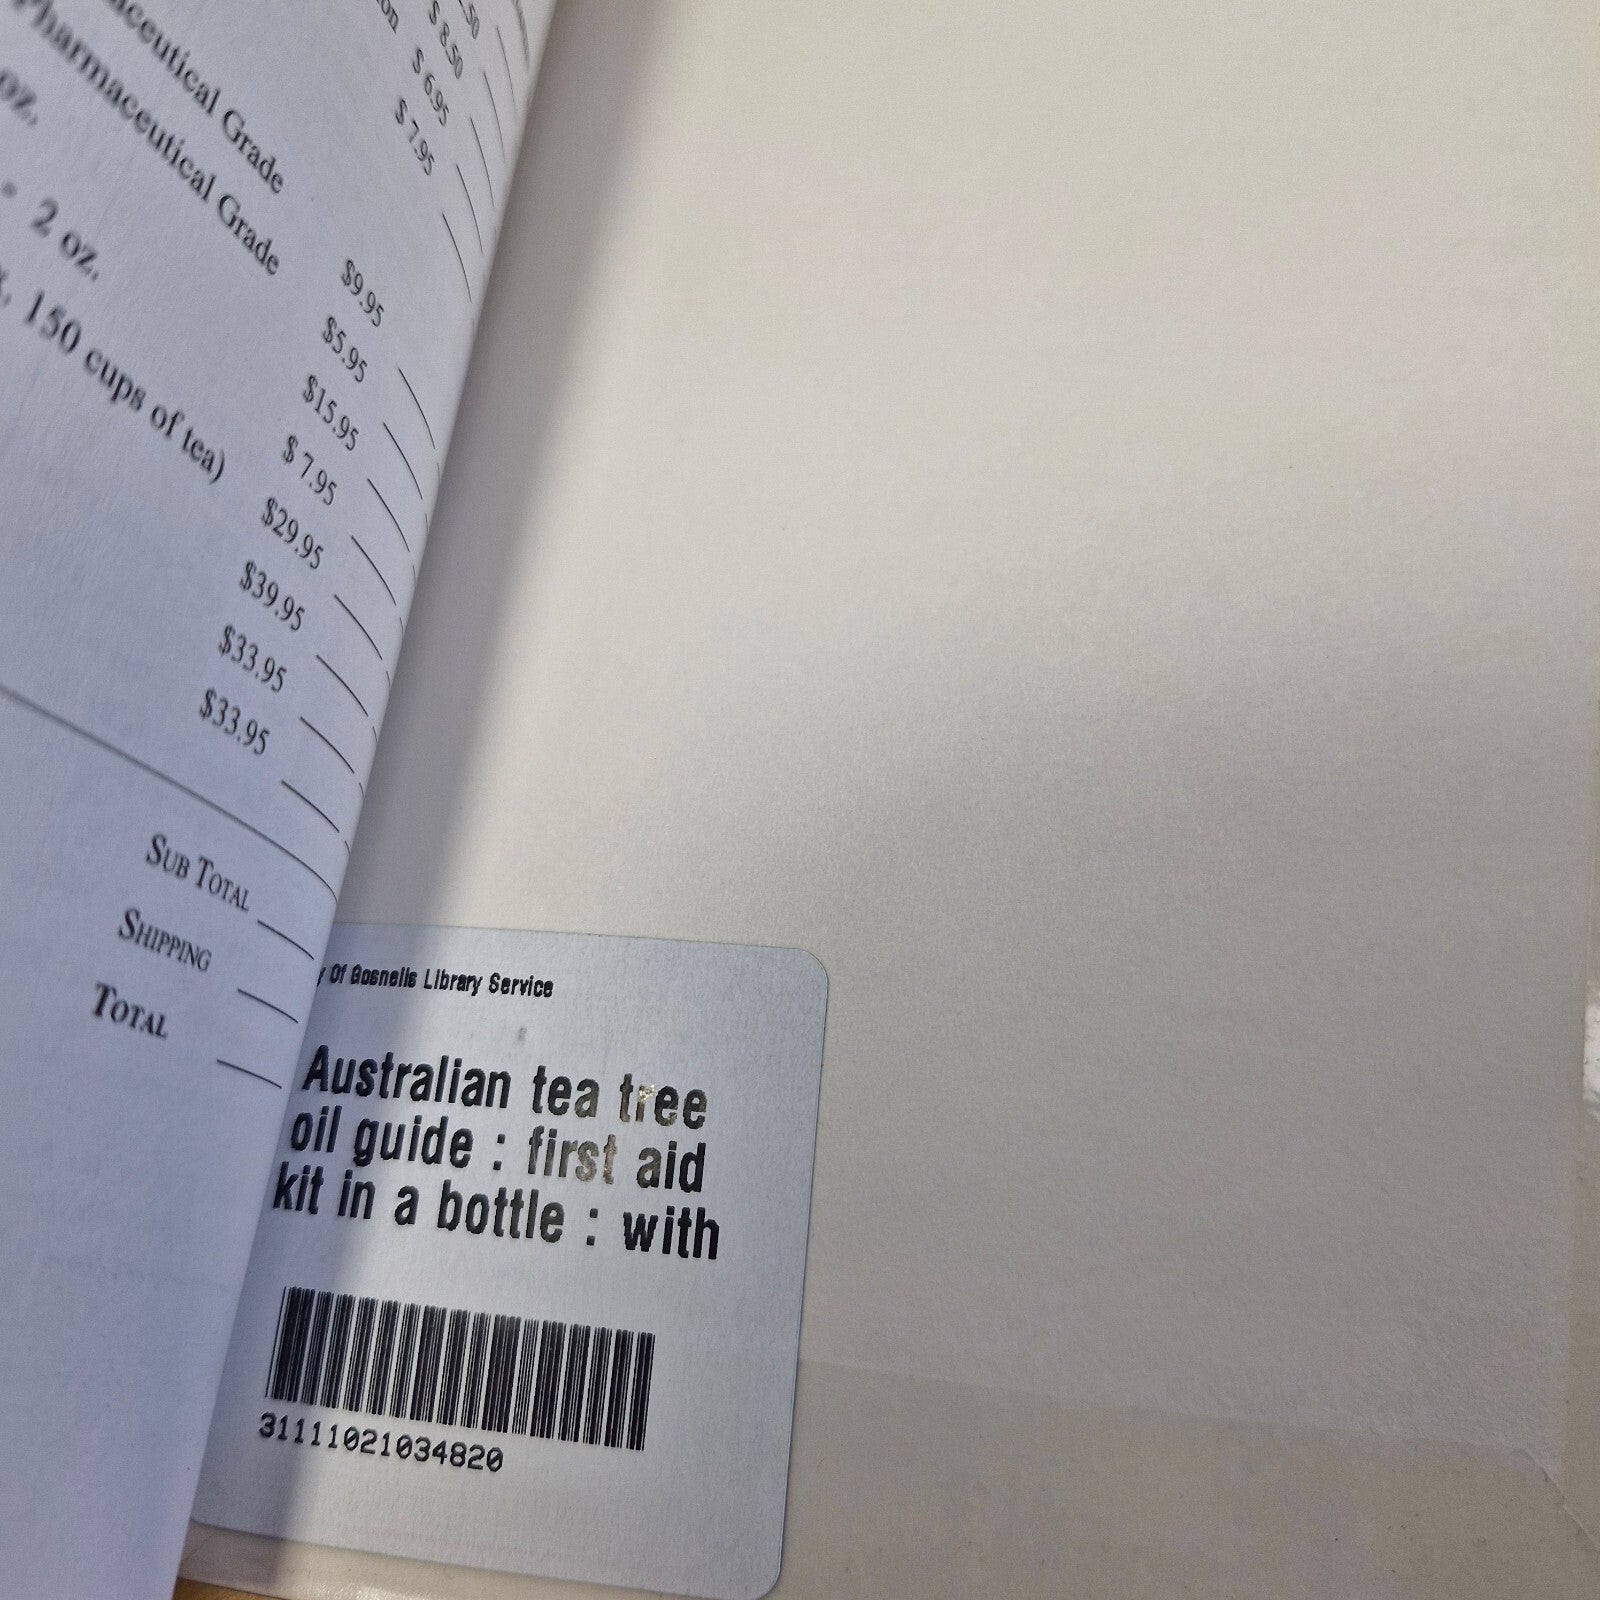 $ 8.50
$ 6.95
$ 7.95
Grade
Pharmaceutical Grade
oz.
$9.95
2 oz.
$5.95
$15.95
150 cups of tea)
$ 7.95
$29.95
$39.95
$33.95
$33.95
SUB TOTAL
SHIPPING
TOTAL
Of Gosnells Library Service
Australian tea tree
oil guide : first aid
kit in a bottle : with
31111021034820